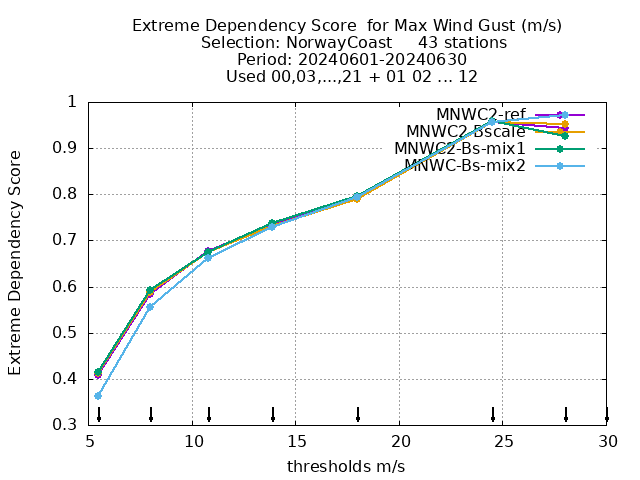 Extreme Dependency Score  for Max Wind Gust (m/s)
Selection: NorwayCoast     43 stations
Period: 20240601-20240630
Used 00,03,...,21 + 01 02 ... 12
MNWC2-ref
MNWC2-Bscale
MNWC2-Bs-mix1
MNWC-Bs-mix2
Extreme Dependency Score
1
0.9
0.8
0.7
0.6
0.5
0.4
0.3
5 10 15 20 25 30
thresholds m/s